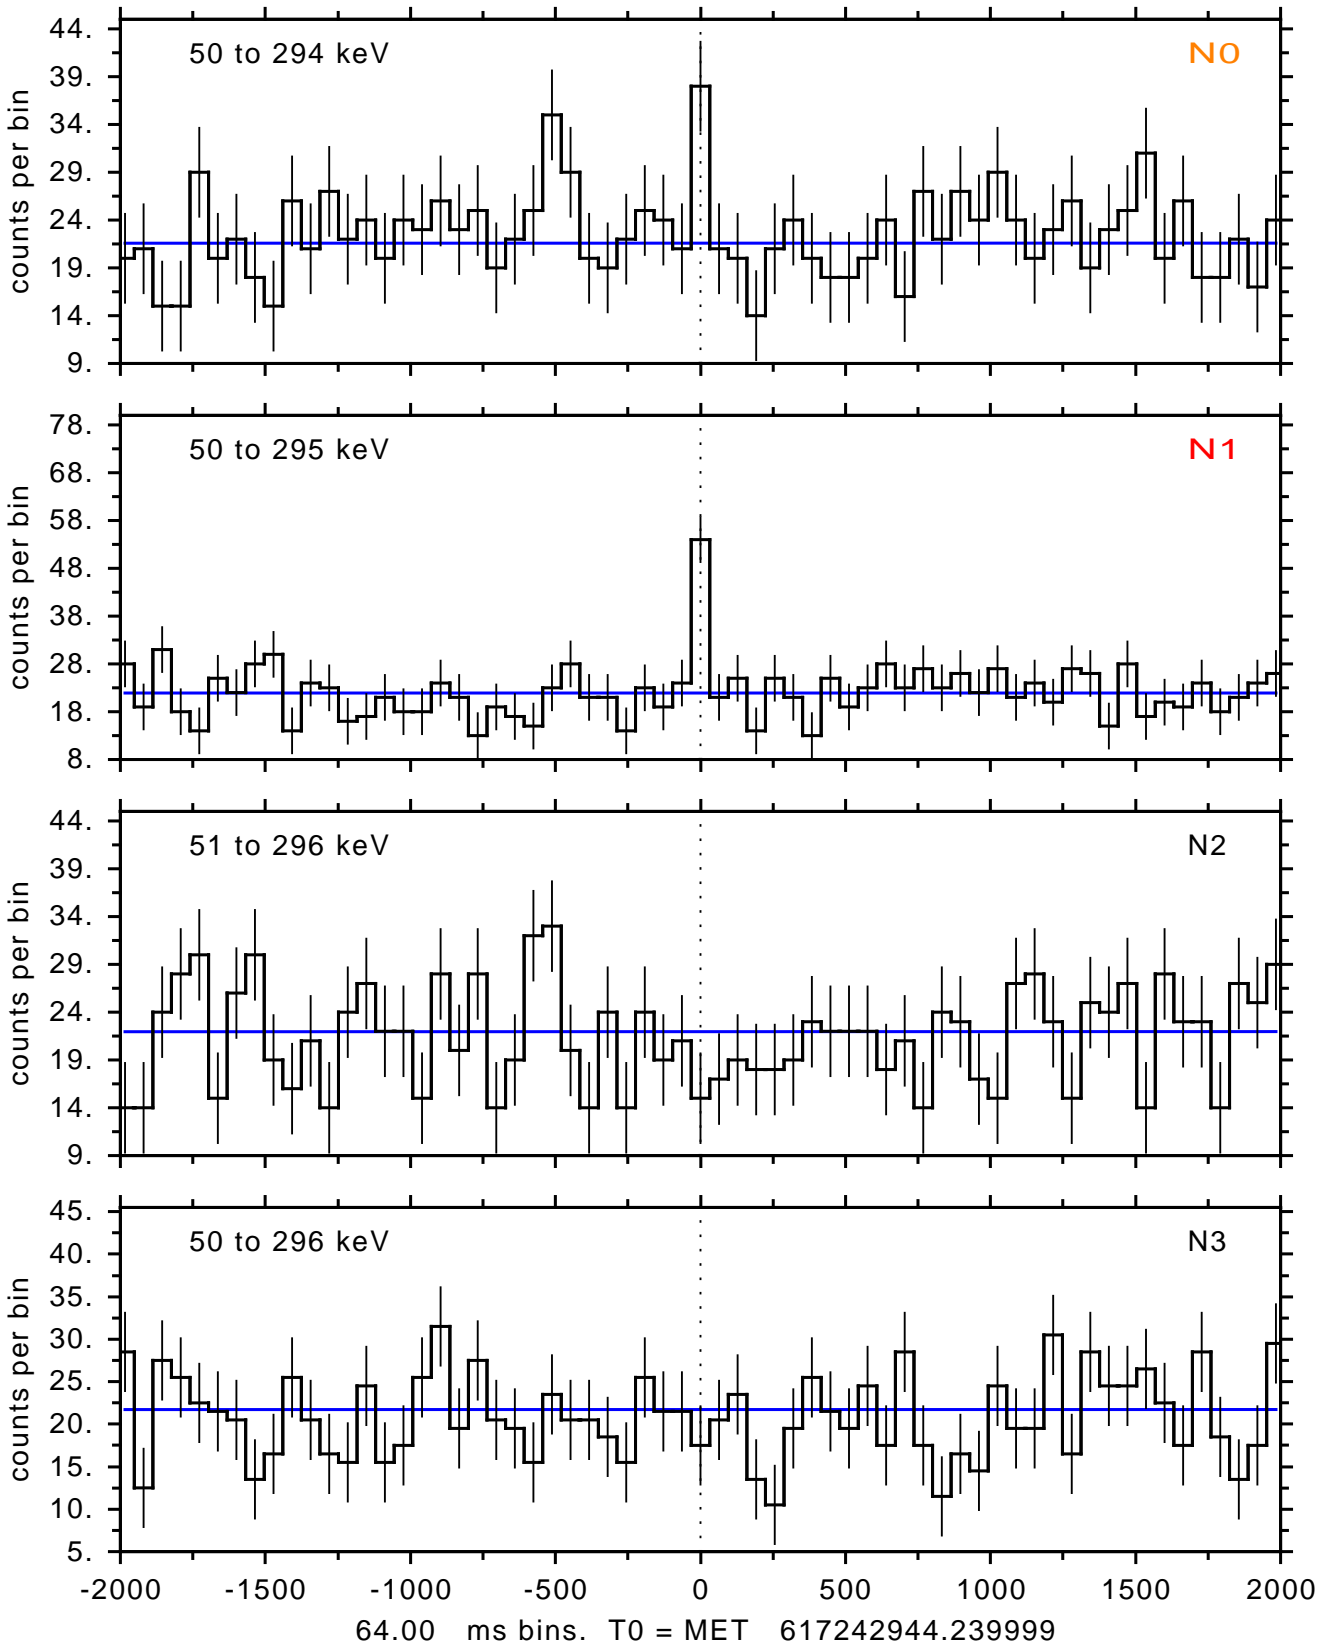 44.
50 to 294 keV
N0
39.
34.
29.
24
19.
14.
9.
counts per bin
78.
50 to 295 keV
N1
68.
58.
48.
38.
28.
18.
8.
counts per bin
44.
51 to 296 keV
N2
39.
34.
29.
24
19.
14.
9.
counts per bin
45.
50 to 296 keV
N3
40.
35.
30.
25.
20.
15.
10.
5.
counts per bin
-2000 -1500 -1000 -500 0 500 1000 1500 2000
64.00 ms bins. T0 = MET 617242944.239999